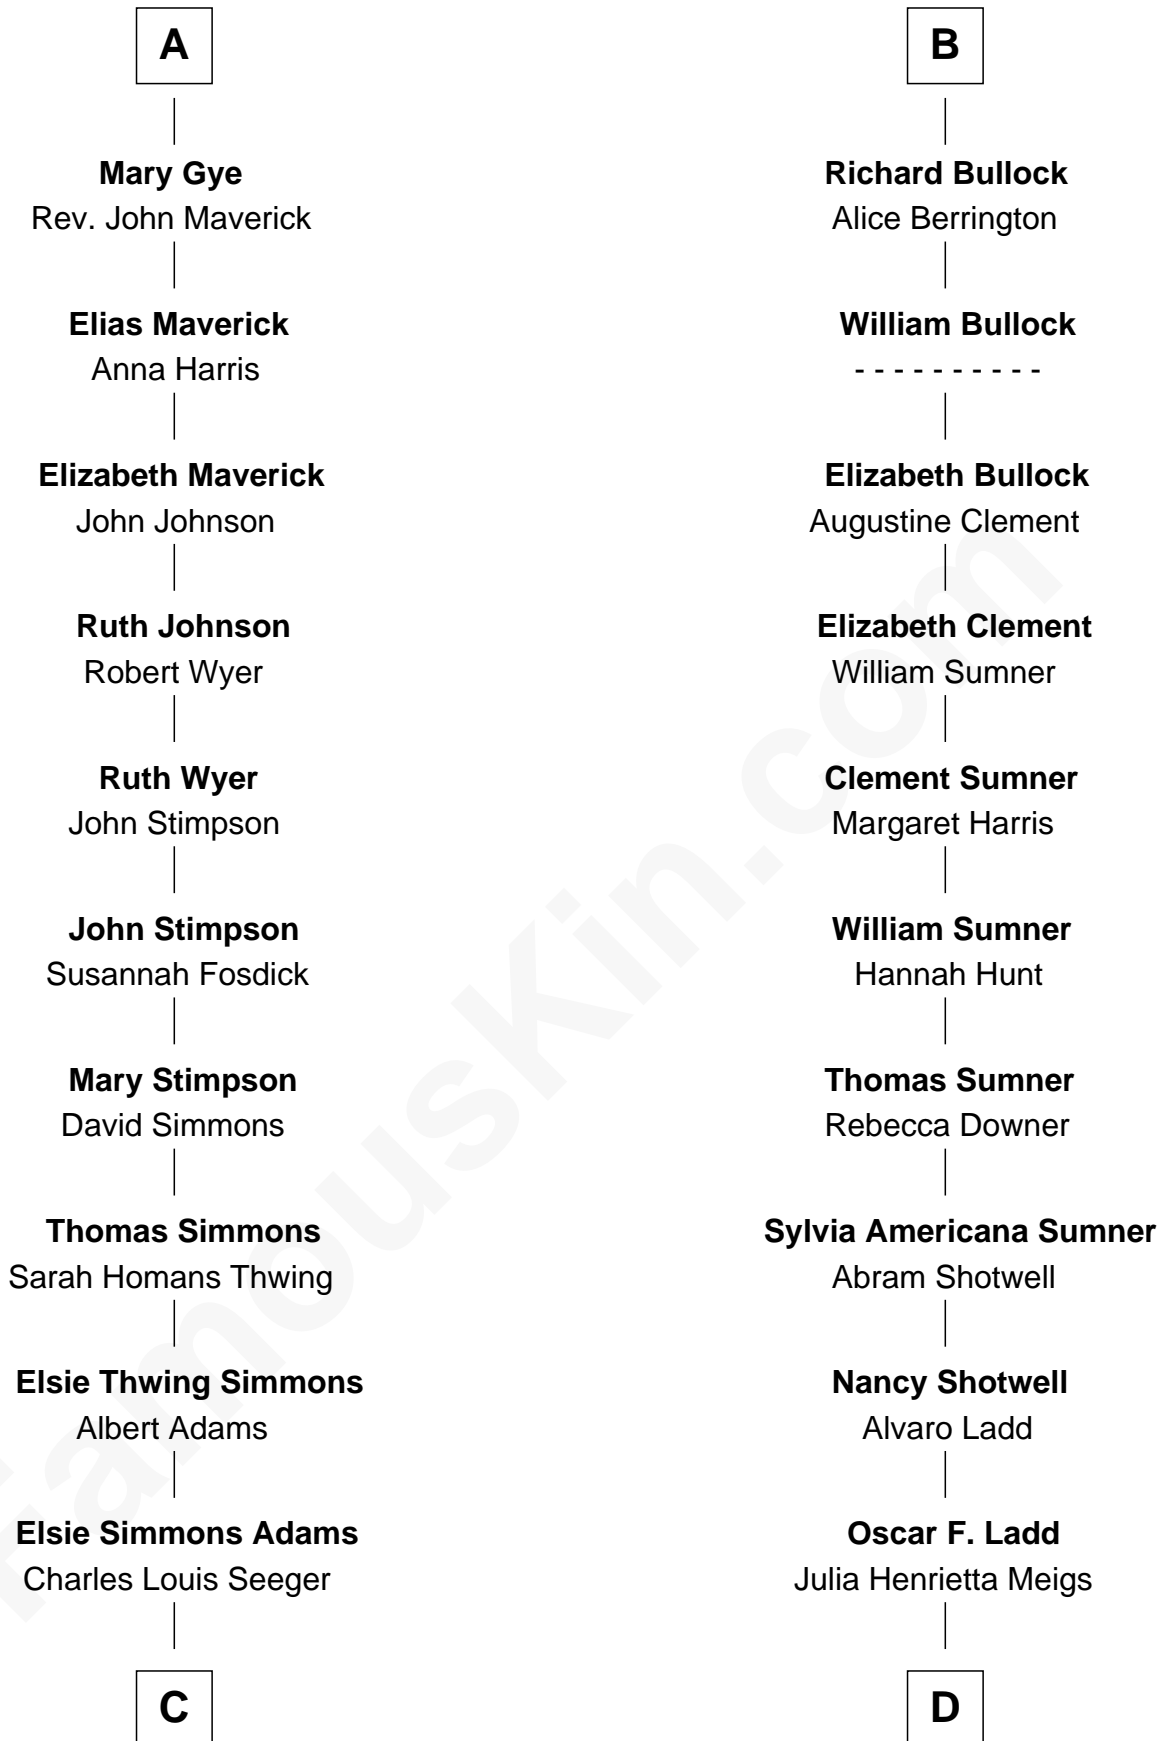 A
Mary Gye
Rev. John Maverick
Elias Maverick
Anna Harris
Elizabeth Maverick
John Johnson
Ruth Johnson
Robert Wyer
Ruth Wyer
John Stimpson
John Stimpson
Susannah Fosdick
Mary Stimpson
David Simmons
Thomas Simmons
Sarah Homans Thwing
Elsie Thwing Simmons
Albert Adams
Elsie Simmons Adams
Charles Louis Seeger
C
B
Richard Bullock
Alice Berrington
William Bullock
- - - - - - - - - -
Elizabeth Bullock
Augustine Clement
Elizabeth Clement
William Sumner
Clement Sumner
Margaret Harris
William Sumner
Hannah Hunt
Thomas Sumner
Rebecca Downer
Sylvia Americana Sumner
Abram Shotwell
Nancy Shotwell
Alvaro Ladd
Oscar F. Ladd
Julia Henrietta Meigs
D
FamousKin.com